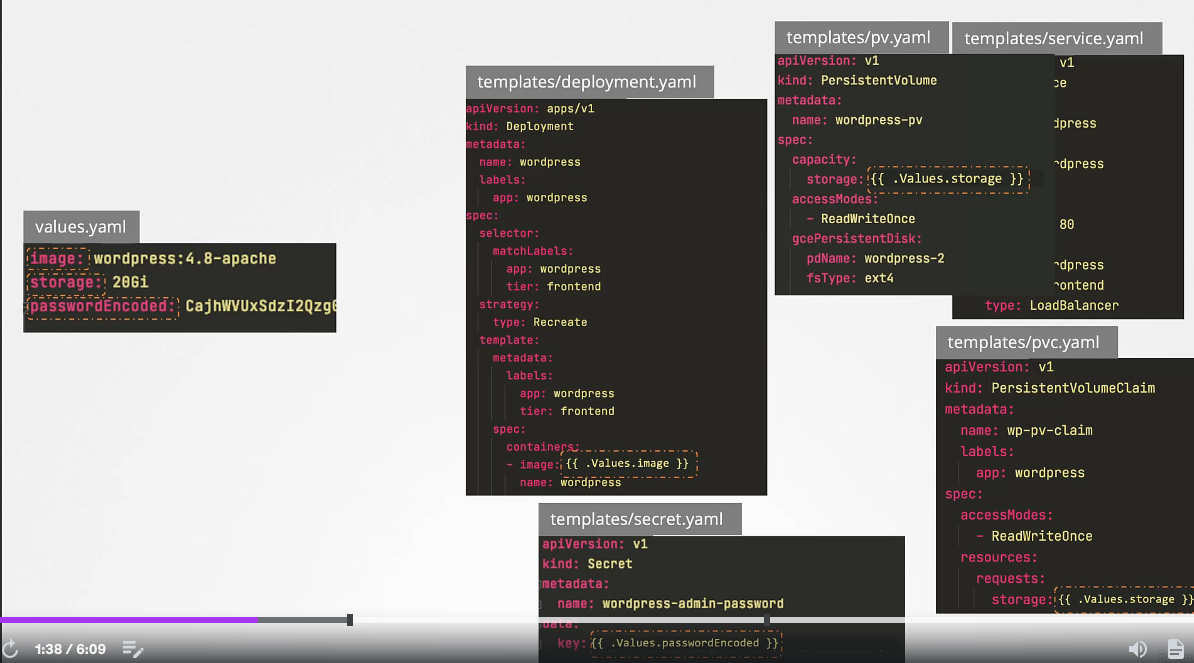 values.yaml
image: wordpress:4.8-apache
storage: 20Gi
passwordEncoded: CajhWVUxSdzI2Qzg
templates/deployment.yaml
apiVersion: apps/v1
kind: Deployment
metadata:
name: wordpress
labels:
app: wordpress
spec:
selector:
matchLabels:
app: wordpress
tier: frontend
strategy:
type: Recreate
template:
metadata:
labels:
app: wordpress
tier: frontend
spec:
containers:
- image: {{ .Values.image }}
name: wordpress
templates/secret.yaml
apiVersion: v1
kind: Secret
metadata:
name: wordpress-admin-password
data:
key: {{ .Values.passwordEncoded }}
templates/pv.yaml
apiVersion: v1
kind: PersistentVolume
metadata:
name: wordpress-pv
spec:
capacity:
storage: {{ .Values.storage }}
accessModes:
- ReadWriteOnce
gcePersistentDisk:
pdName: wordpress-2
fsType: ext4
templates/service.yaml
v1
ce
dpress
rdpress
80
rdpress
rontend
type: LoadBalancer
templates/pvc.yaml
apiVersion: v1
kind: PersistentVolumeClaim
metadata:
name: wp-pv-claim
labels:
app: wordpress
spec:
accessModes:
- ReadWriteOnce
resources:
requests:
storage: {{ .Values.storage }}
1:38 / 6:09